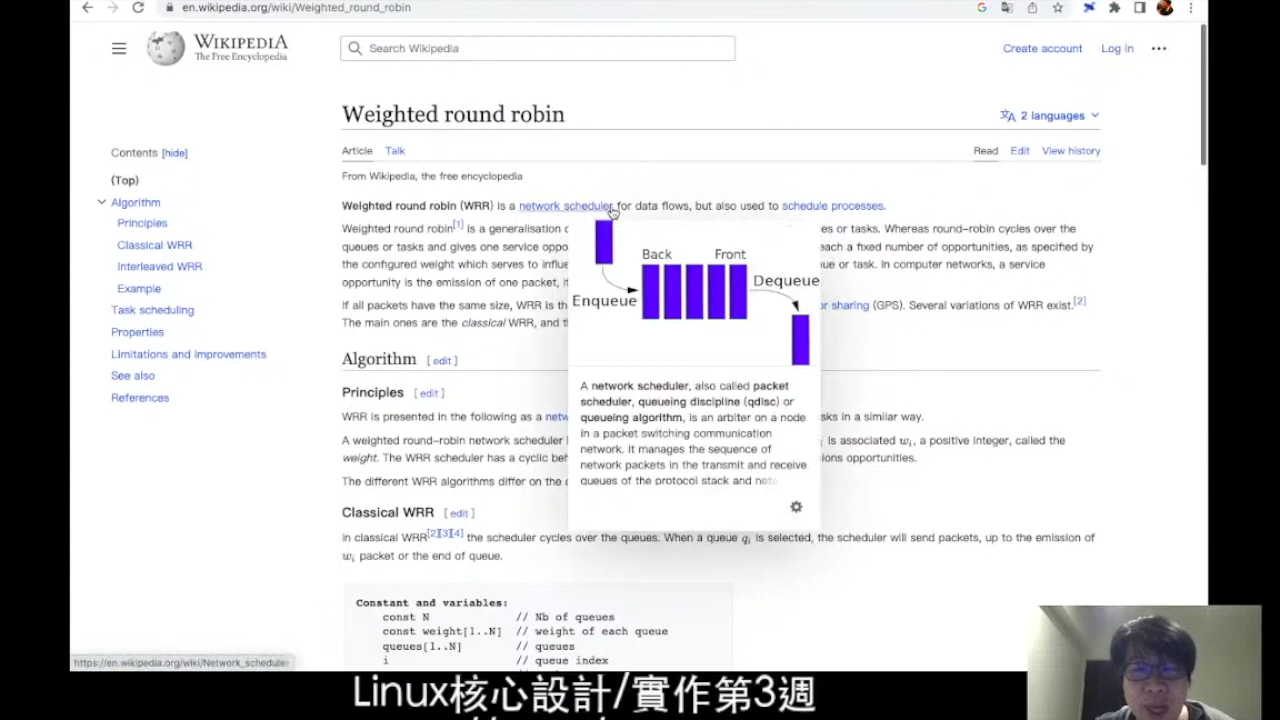 en.wikipedia.org/wiki/Weighted_round_robin
WIKIPEDIA
The Free Encyclopedia
Search Wikipedia
Create account
Log in
Weighted round robin
2 languages
Contents [hide]
(Top)
Algorithm
Principles
Classical WRR
Interleaved WRR
Example
Task scheduling
Properties
Limitations and improvements
See also
References
Article
Talk
Read
Edit
View history
From Wikipedia, the free encyclopedia
Weighted round robin (WRR) is a network scheduler for data flows, but also used to schedule processes.
Weighted round robin[1] is a generalisation
es or tasks. Whereas round-robin cycles over the
queues or tasks and gives one service oppo
each a fixed number of opportunities, as specified by
the configured weight which serves to influe
ue or task. In computer networks, a service
opportunity is the emission of one packet, i
If all packets have the same size, WRR is th
or sharing (GPS). Several variations of WRR exist.[2]
The main ones are the classical WRR, and t
Back
Front
Enqueue
Dequeue
A network scheduler, also called packet
scheduler, queueing discipline (qdisc) or
queueing algorithm, is an arbiter on a node
in a packet switching communication
network. It manages the sequence of
network packets in the transmit and receive
queues of the protocol stack and netw
Algorithm [edit]
Principles [edit]
WRR is presented in the following as a netw
sks in a similar way.
A weighted round-robin network scheduler
i is associated wi, a positive integer, called the
weight. The WRR scheduler has a cyclic beh
sions opportunities.
The different WRR algorithms differ on the
Classical WRR [edit]
In classical WRR[2][3][4] the scheduler cycles over the queues. When a queue qi is selected, the scheduler will send packets, up to the emission of
wi packet or the end of queue.
Constant and variables:
const N // Nb of queues
const weight[1..N] // weight of each queue
queues[1..N] // queues
i // queue index
https://en.wikipedia.org/wiki/Network_scheduler
Linux核心設計/實作第3週